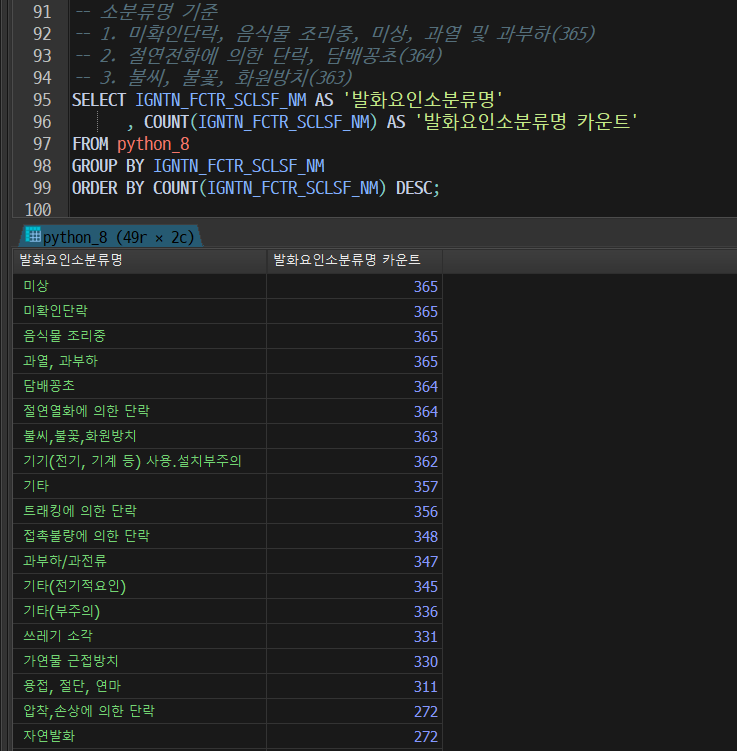 91 -- 소분류명 기준
92 -- 1. 미확인단락, 음식물 조리중, 미상, 과열 및 과부하(365)
93 -- 2. 절연전화에 의한 단락, 담배꽁초(364)
94 -- 3. 불씨, 불꽃, 화원방치(363)
95 SELECT IGNTN_FCTR_SCLSF_NM AS '발화요인소분류명'
96 , COUNT(IGNTN_FCTR_SCLSF_NM) AS '발화요인소분류명 카운트'
97 FROM python_8
98 GROUP BY IGNTN_FCTR_SCLSF_NM
99 ORDER BY COUNT(IGNTN_FCTR_SCLSF_NM) DESC;
100
python_8 (49r × 2c)
발화요인소분류명 발화요인소분류명 카운트
미상 365
미확인단락 365
음식물 조리중 365
과열, 과부하 365
담배꽁초 364
절연열화에 의한 단락 364
불씨,불꽃,화원방치 363
기기(전기, 기계 등) 사용.설치부주의 362
기타 357
트래킹에 의한 단락 356
접촉불량에 의한 단락 348
과부하/과전류 347
기타(전기적요인) 345
기타(부주의) 336
쓰레기 소각 331
가연물 근접방치 330
용접, 절단, 연마 311
압착,손상에 의한 단락 272
자연발화 272